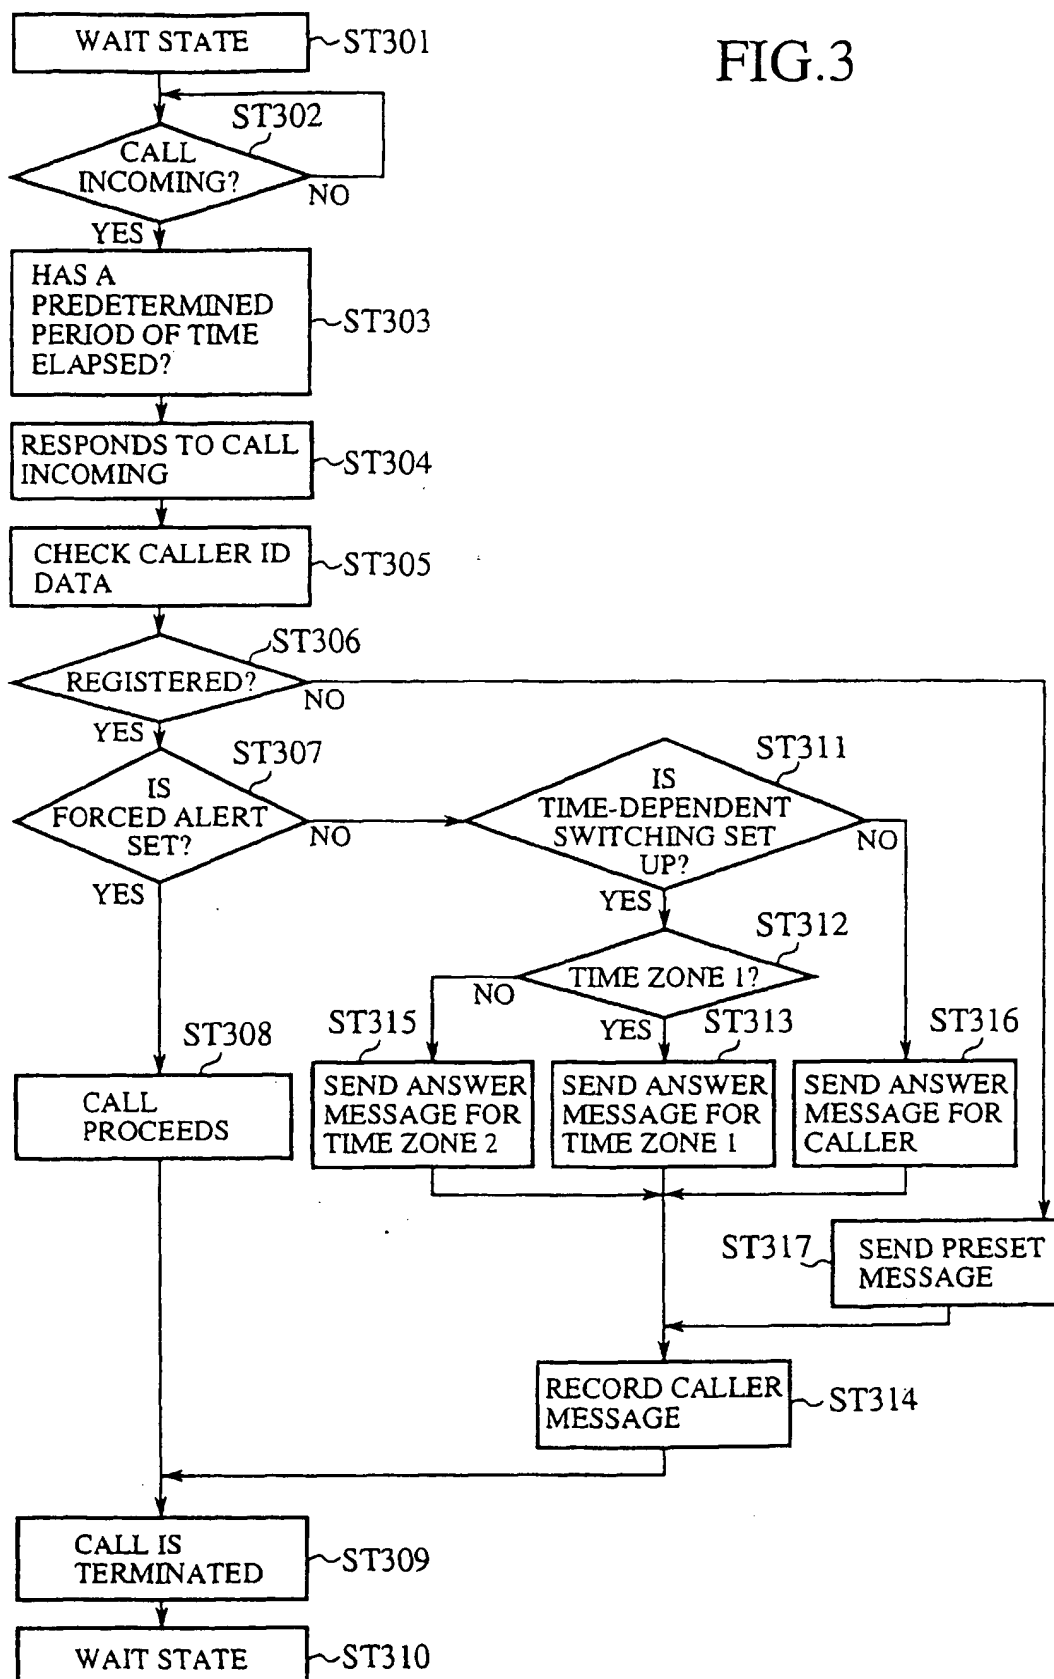 FIG.3
WAIT STATE
ST301
ST302
CALL
INCOMING?
NO
YES
HAS A
PREDETERMINED
PERIOD OF TIME
ELAPSED?
ST303
RESPONDS TO CALL
INCOMING
ST304
CHECK CALLER ID
DATA
ST305
ST306
REGISTERED?
NO
YES
ST307
IS
FORCED ALERT
SET?
NO
YES
ST311
IS
TIME-DEPENDENT
SWITCHING SET
UP?
NO
YES
ST312
TIME ZONE 1?
NO
YES
ST308
CALL
PROCEEDS
ST315
SEND ANSWER
MESSAGE FOR
TIME ZONE 2
ST313
SEND ANSWER
MESSAGE FOR
TIME ZONE 1
ST316
SEND ANSWER
MESSAGE FOR
CALLER
ST317
SEND PRESET
MESSAGE
RECORD CALLER
MESSAGE
ST314
CALL IS
TERMINATED
ST309
WAIT STATE
ST310